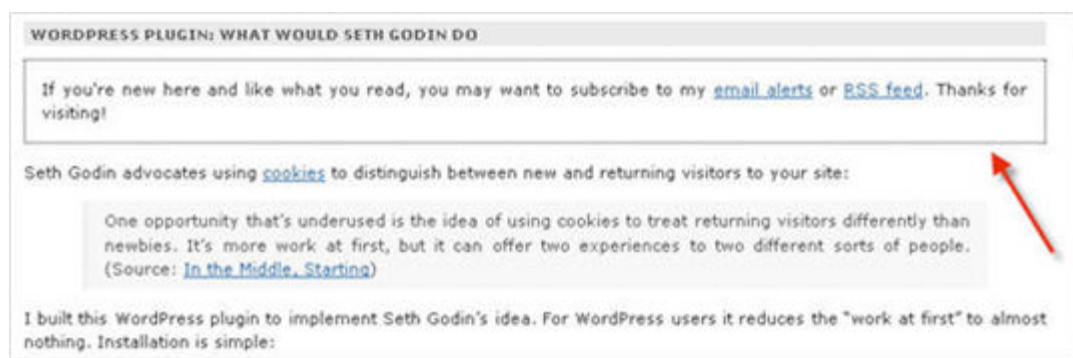 WORDPRESS PLUGIN: WHAT WOULD SETH GODIN DO
If you're new here and like what you read, you may want to subscribe to my email alerts or RSS feed. Thanks for
visiting!
Seth Godin advocates using cookies to distinguish between new and returning visitors to your site:
One opportunity that's underused is the idea of using cookies to treat returning visitors differently than
newbies. It's more work at first, but it can offer two experiences to two different sorts of people.
(Source: In the Middle, Starting)
I built this WordPress plugin to implement Seth Godin's idea. For WordPress users it reduces the "work at first" to almost
nothing. Installation is simple: